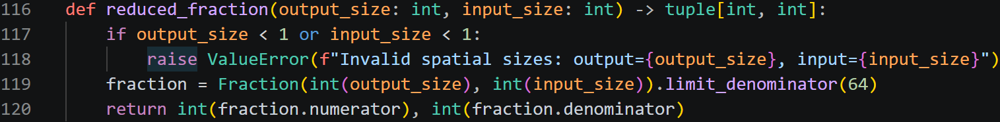 116 def reduced_fraction(output_size: int, input_size: int) -> tuple[int, int]:
117     if output_size < 1 or input_size < 1:
118         raise ValueError(f"Invalid spatial sizes: output={output_size}, input={input_size}")
119     fraction = Fraction(int(output_size), int(input_size)).limit_denominator(64)
120     return int(fraction.numerator), int(fraction.denominator)